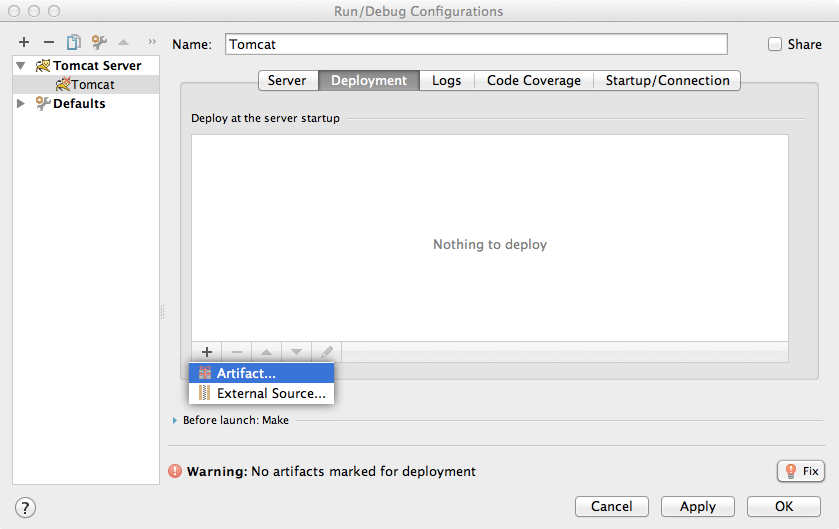 Run/Debug Configurations
Name: Tomcat Share
Tomcat Server
Tomcat
Defaults
Server Deployment Logs Code Coverage Startup/Connection
Deploy at the server startup
Nothing to deploy
Artifact...
External Source...
Before launch: Make
Warning: No artifacts marked for deployment Fix
? Cancel Apply OK